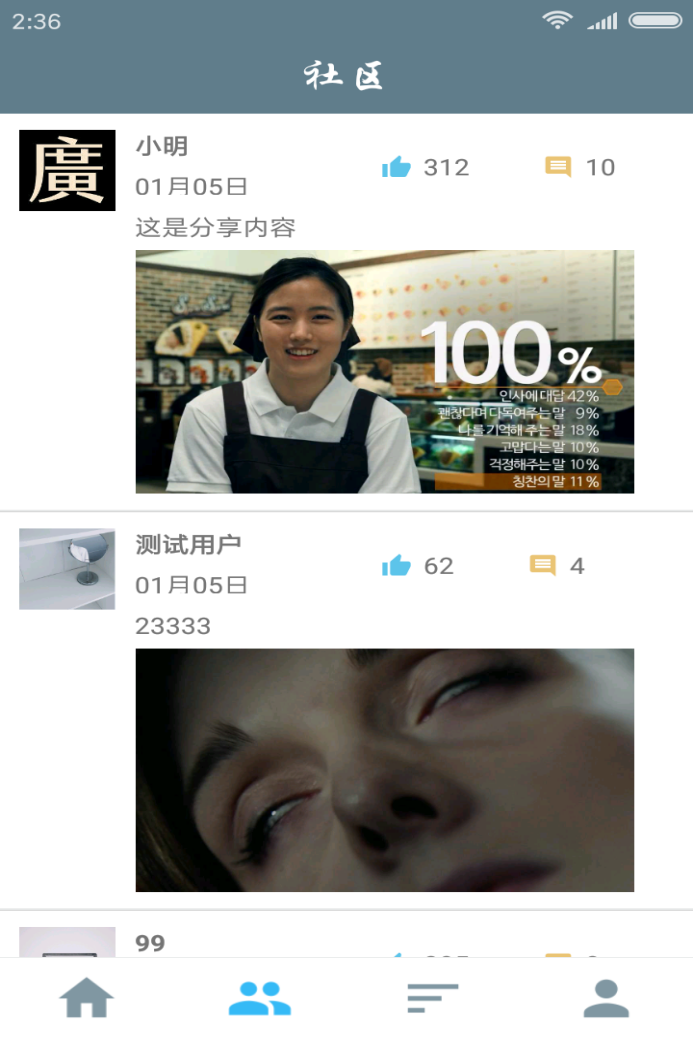 2:36
社区
廣
小明
312
10
01月05日
这是分享内容
100%
인사에 대답 42%
괜찮다며 다독여주는 말 9%
나를 기억해 주는 말 18%
고맙다는 말 10%
걱정해주는 말 10%
칭찬의 말 11%
测试用户
62
4
01月05日
23333
99